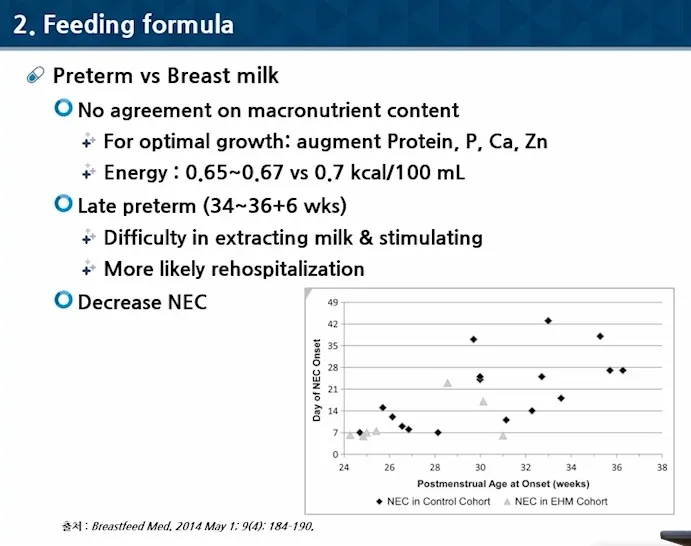 2. Feeding formula
Preterm vs Breast milk
No agreement on macronutrient content
For optimal growth: augment Protein, P, Ca, Zn
Energy : 0.65~0.67 vs 0.7 kcal/100 mL
Late preterm (34~36+6 wks)
Difficulty in extracting milk & stimulating
More likely rehospitalization
Decrease NEC
49
42
35
28
21
14
7
0
Day of NEC Onset
24 26 28 30 32 34 36 38
Postmenstrual Age at Onset (weeks)
NEC in Control Cohort NEC in EHM Cohort
출처 : Breastfeed Med. 2014 May 1; 9(4): 184-190.